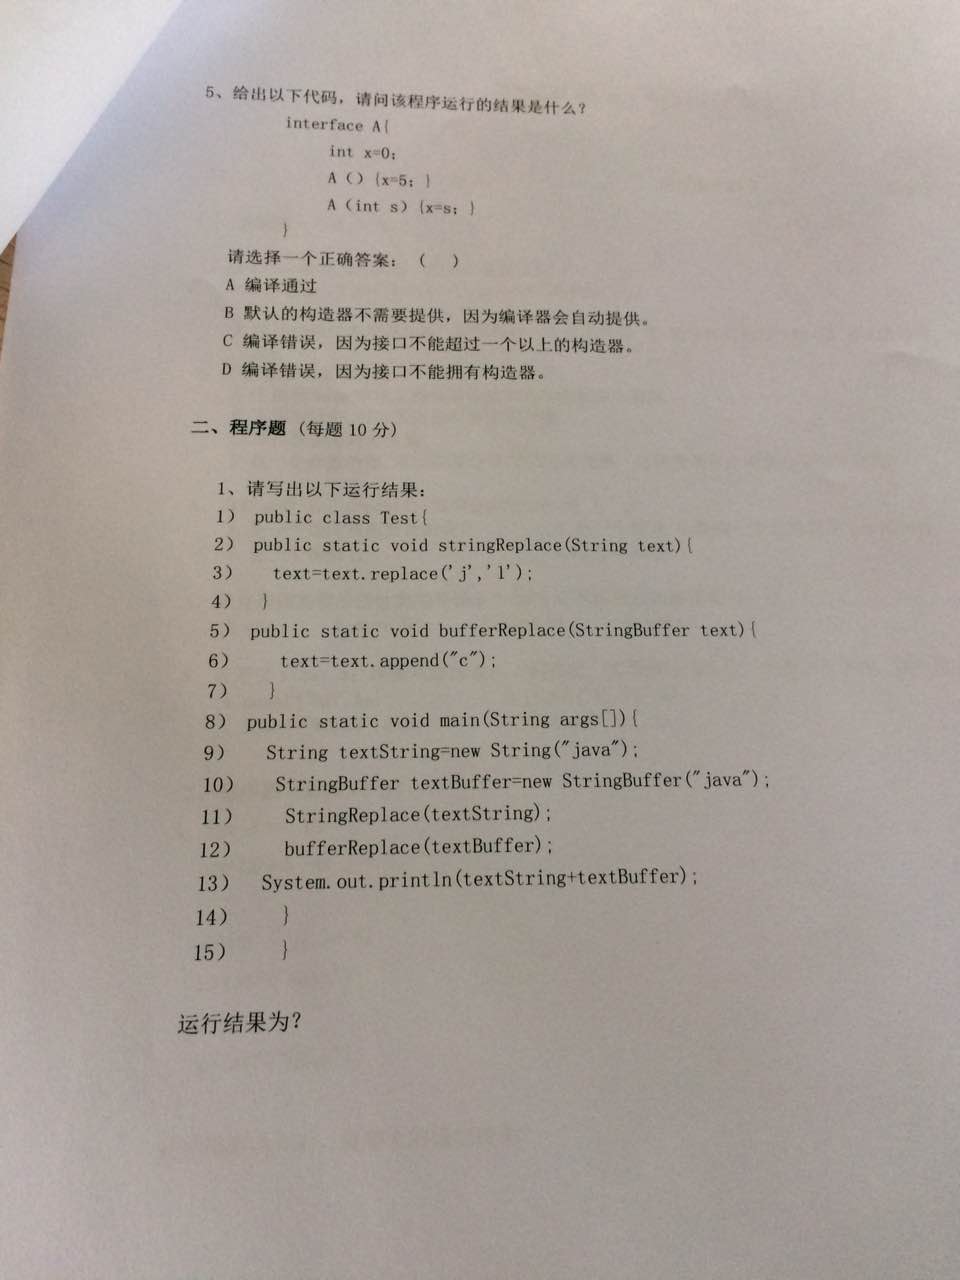 5、给出以下代码，请问该程序运行的结果是什么？
interface A{
int x=0;
A（）{x=5；}
A（int s）{x=s；}
}
请选择一个正确答案：（ ）
A 编译通过
B 默认的构造器不需要提供，因为编译器会自动提供。
C 编译错误，因为接口不能超过一个以上的构造器。
D 编译错误，因为接口不能拥有构造器。
二、程序题（每题 10 分）
1、请写出以下运行结果：
1） public class Test{
2） public static void stringReplace(String text){
3） text=text.replace('j','l');
4） }
5） public static void bufferReplace(StringBuffer text){
6） text=text.append("c");
7） }
8） public static void main(String args[]){
9） String textString=new String("java");
10） StringBuffer textBuffer=new StringBuffer("java");
11） StringReplace(textString);
12） bufferReplace(textBuffer);
13） System.out.println(textString+textBuffer);
14） }
15） }
运行结果为？